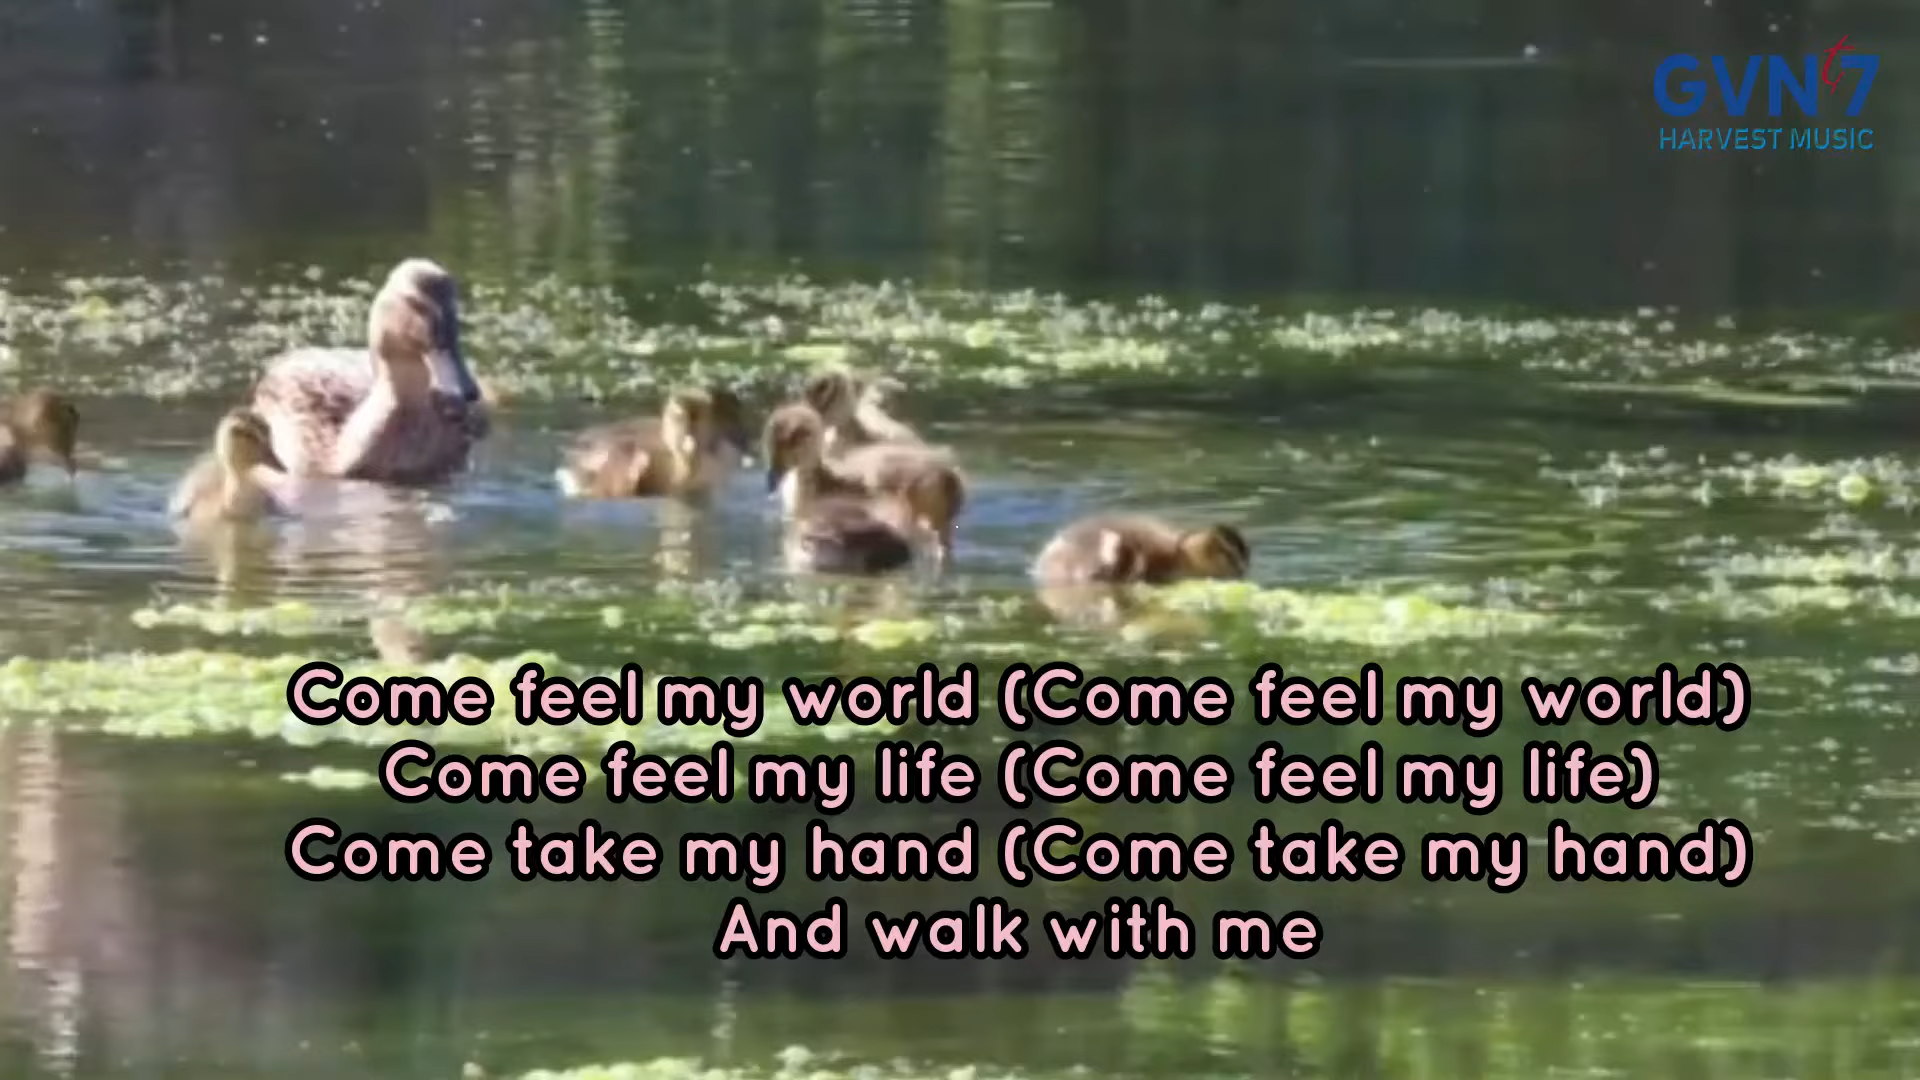 GVNt7
HARVEST MUSIC
Come feel my world (Come feel my world)
Come feel my life (Come feel my life)
Come take my hand (Come take my hand)
And walk with me